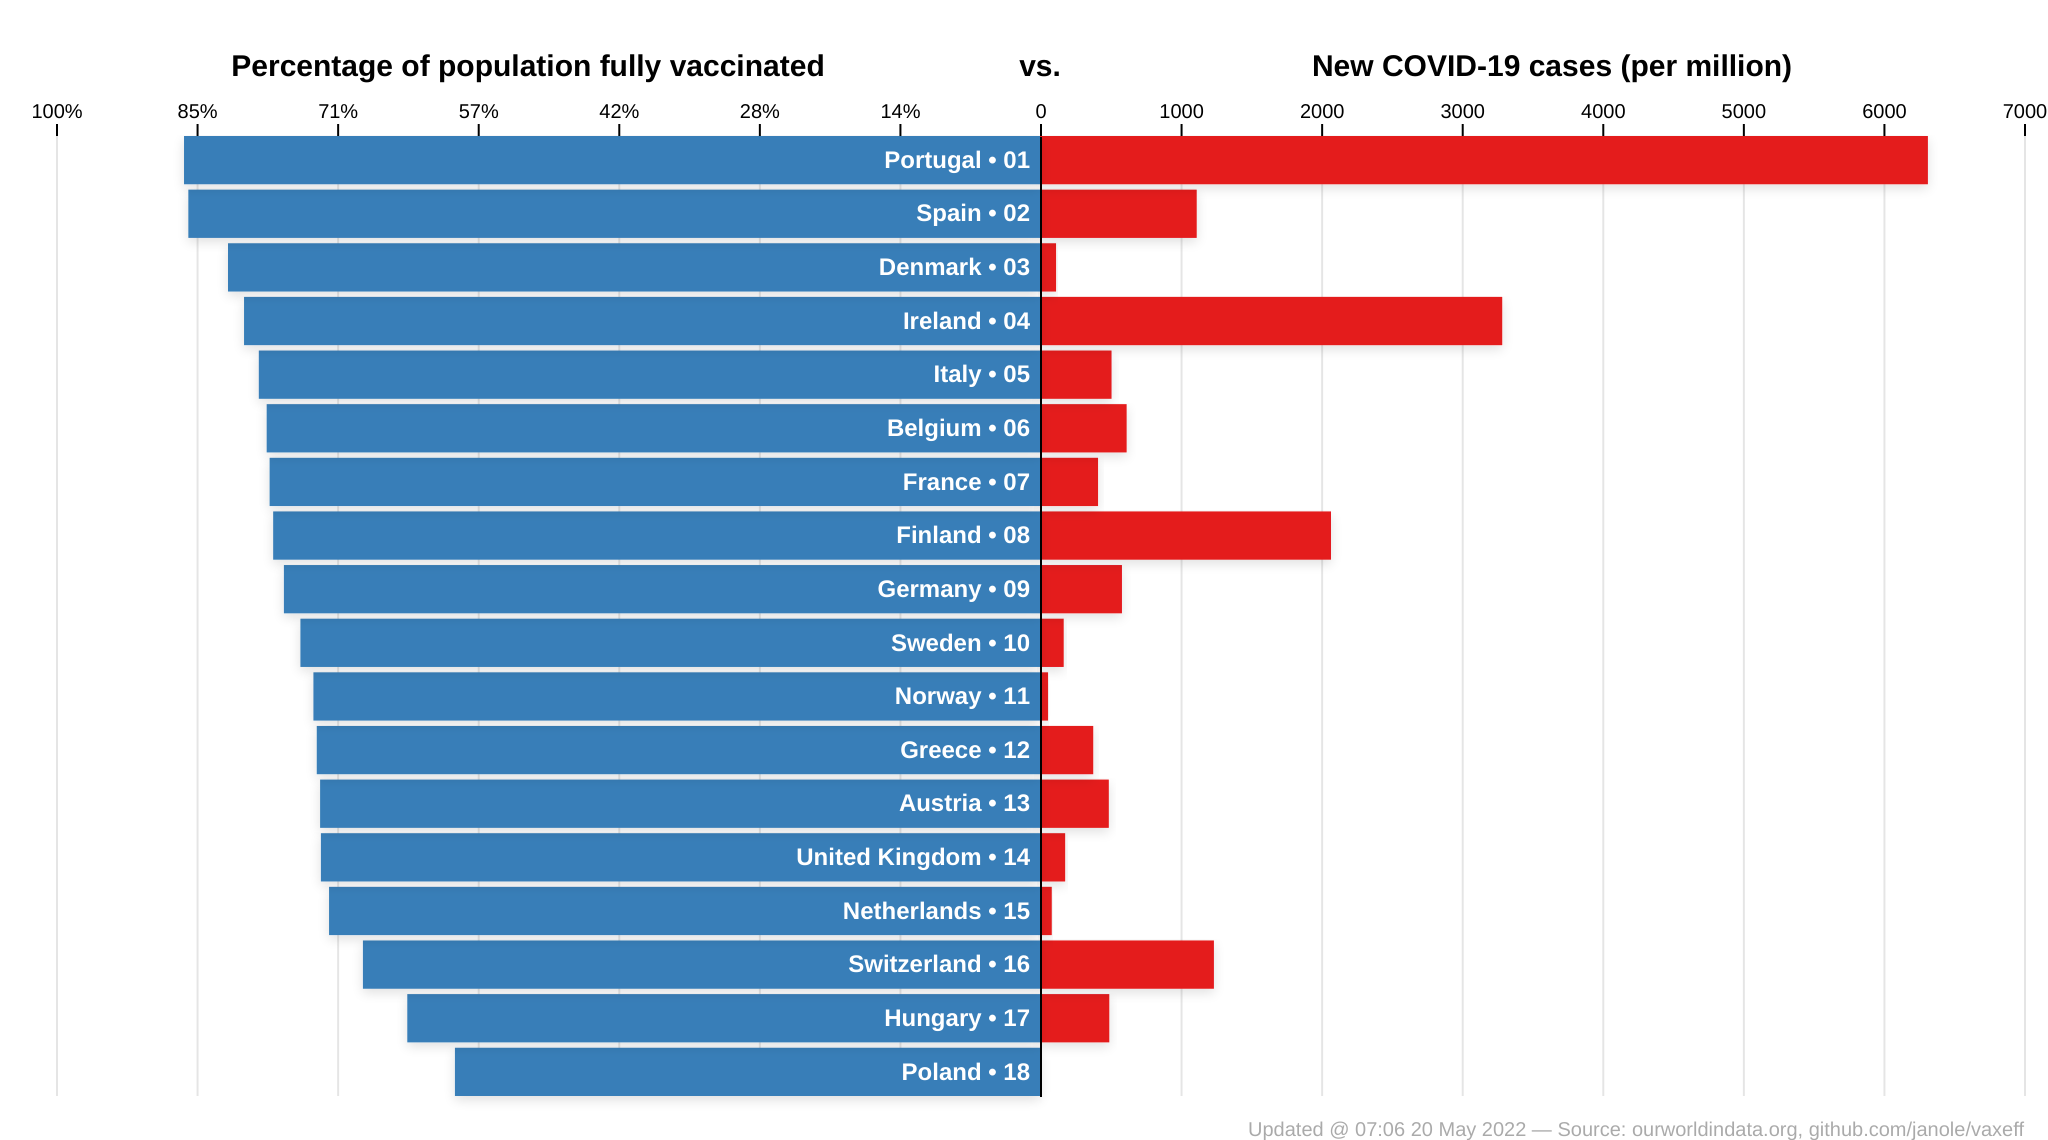 Percentage of population fully vaccinated vs. New COVID-19 cases (per million)
100% 85% 71% 57% 42% 28% 14% 0 1000 2000 3000 4000 5000 6000 7000
Portugal • 01
Spain • 02
Denmark • 03
Ireland • 04
Italy • 05
Belgium • 06
France • 07
Finland • 08
Germany • 09
Sweden • 10
Norway • 11
Greece • 12
Austria • 13
United Kingdom • 14
Netherlands • 15
Switzerland • 16
Hungary • 17
Poland • 18
Updated @ 07:06 20 May 2022 — Source: ourworldindata.org, github.com/janole/vaxeff